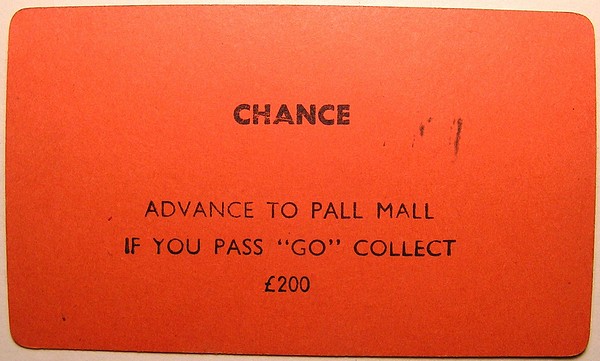 CHANCE
ADVANCE TO PALL MALL
IF YOU PASS "GO" COLLECT
£200